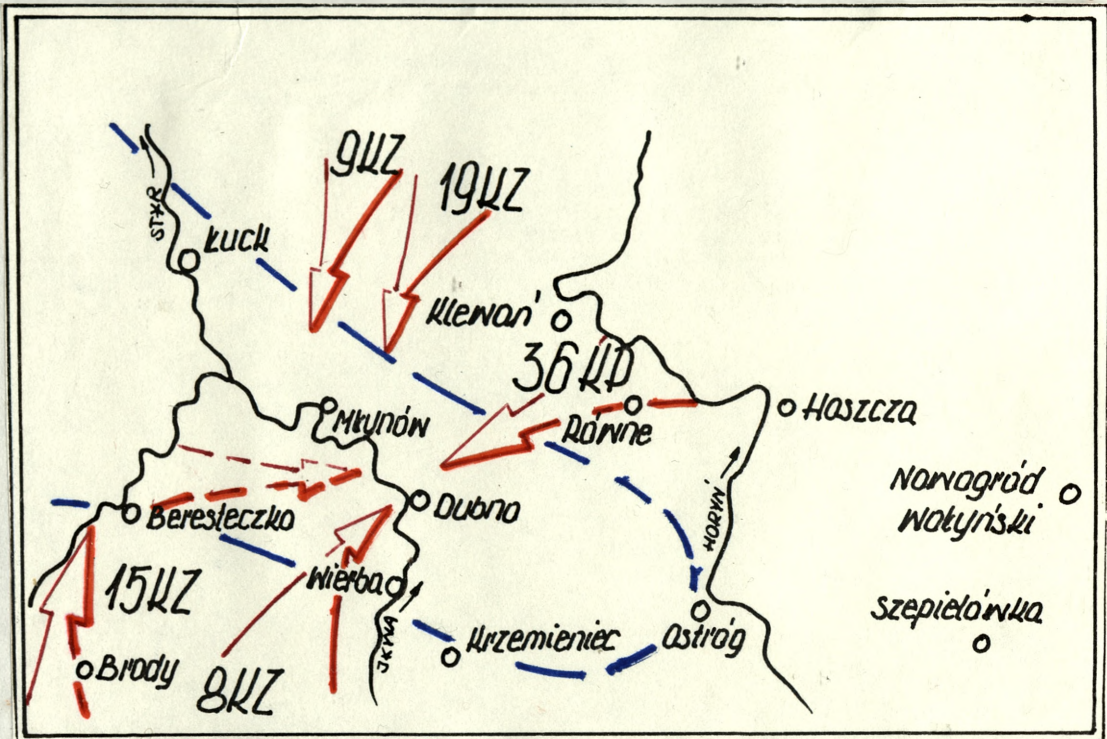 9KZ
19KZ
STYR
Łuck
Klewań
36KP
Młynów
Równe
Hoszcza
Nowogród
Wołyński
Beresteczko
Dubno
HORYŃ
15KZ
Wierba
Szepietówka
IKWA
Krzemieniec
Ostróg
Brody
8KZ